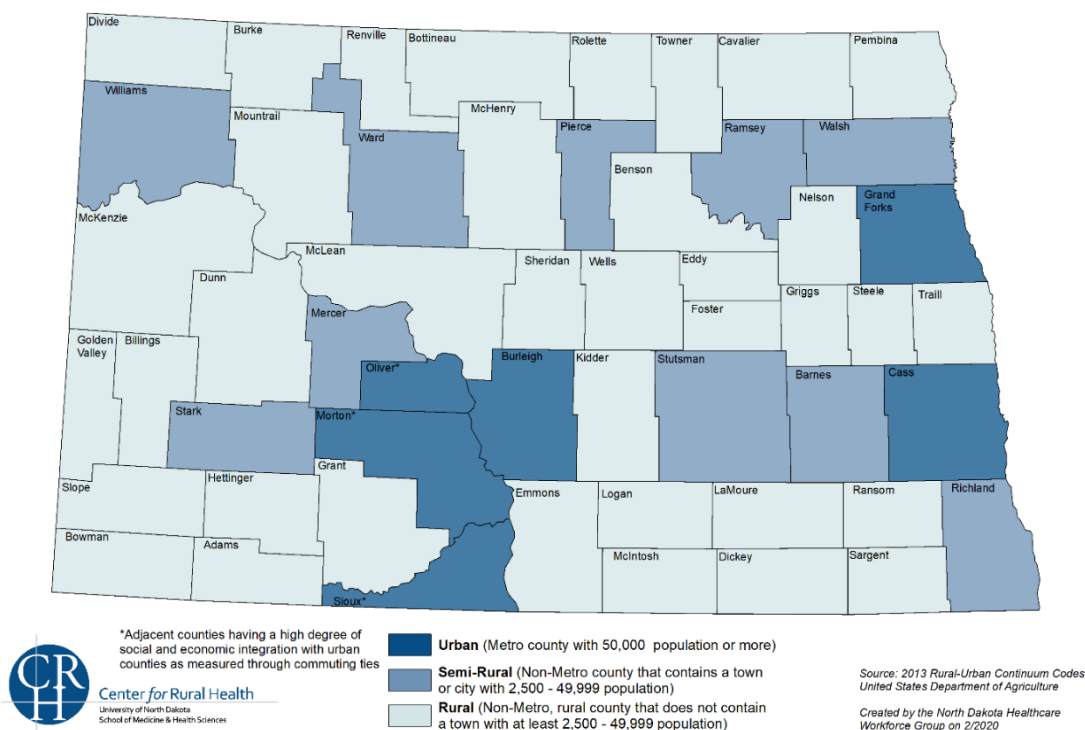 Divide
Burke
Renville
Bottineau
Rolette
Towner
Cavalier
Pembina
Williams
Mountrail
Ward
McHenry
Pierce
Benson
Ramsey
Walsh
Nelson
Grand
Forks
McKenzie
Dunn
McLean
Sheridan
Wells
Eddy
Foster
Griggs
Steele
Traill
Golden
Valley
Billings
Mercer
Oliver*
Burleigh
Kidder
Stutsman
Barnes
Cass
Stark
Morton*
Grant
Slope
Hettinger
Emmons
Logan
LaMoure
Ransom
Richland
Bowman
Adams
Sioux*
McIntosh
Dickey
Sargent
*Adjacent counties having a high degree of
social and economic integration with urban
counties as measured through commuting ties
CR
H
Center for Rural Health
University of North Dakota
School of Medicine & Health Sciences
Urban (Metro county with 50,000 population or more)
Semi-Rural (Non-Metro county that contains a town
or city with 2,500 - 49,999 population)
Rural (Non-Metro, rural county that does not contain
a town with at least 2,500 - 49,999 population)
Source: 2013 Rural-Urban Continuum Codes
United States Department of Agriculture
Created by the North Dakota Healthcare
Workforce Group on 2/2020